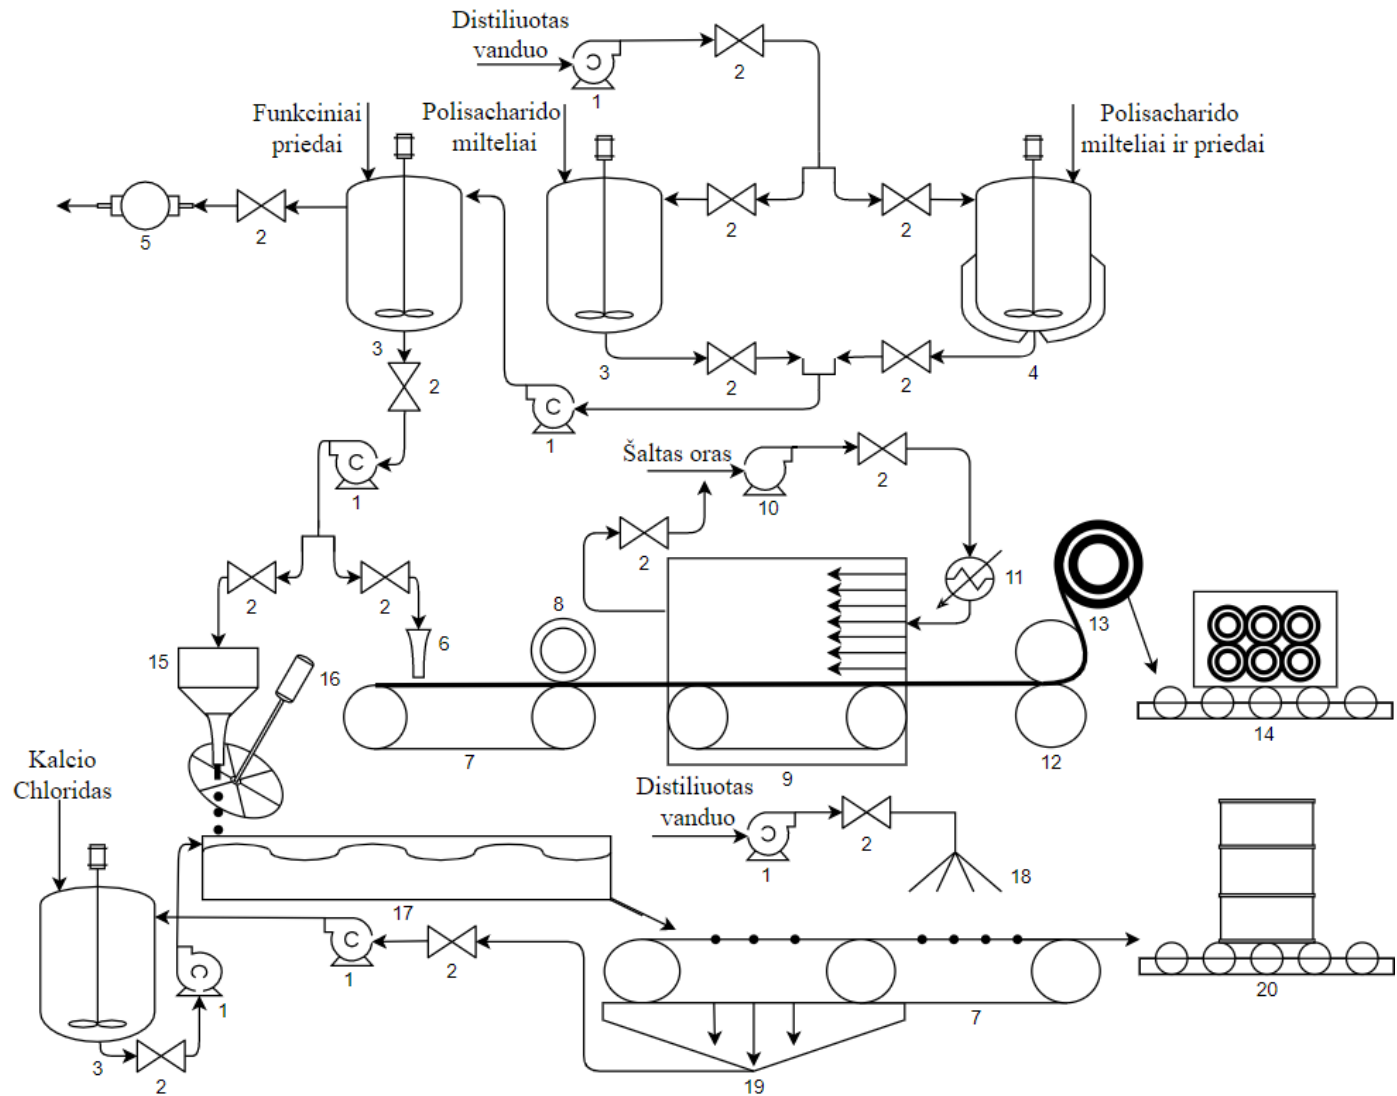 Distiliuotas
vanduo
2
1
Funkciniai
priedai
Polisacharido
milteliai
Polisacharido
milteliai ir priedai
5
2
2
2
3
2
3
2
2
4
C
1
C
1
Šaltas oras
2
10
2
2
2
11
8
6
13
15
16
7
9
12
14
Kalcio
Chloridas
Distiliuotas
vanduo
2
1
18
17
C
1
2
1
3
2
7
19
20